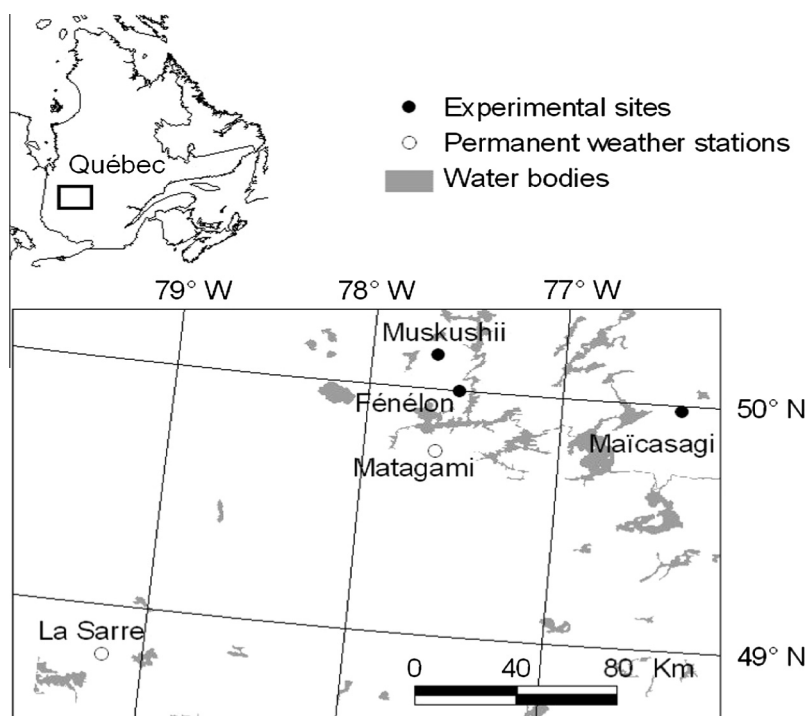 Québec
Experimental sites
Permanent weather stations
Water bodies
79° W 78° W 77° W
Muskushii
Fénélon
50° N
Maïcasagi
Matagami
La Sarre
49° N
0 40 80 Km